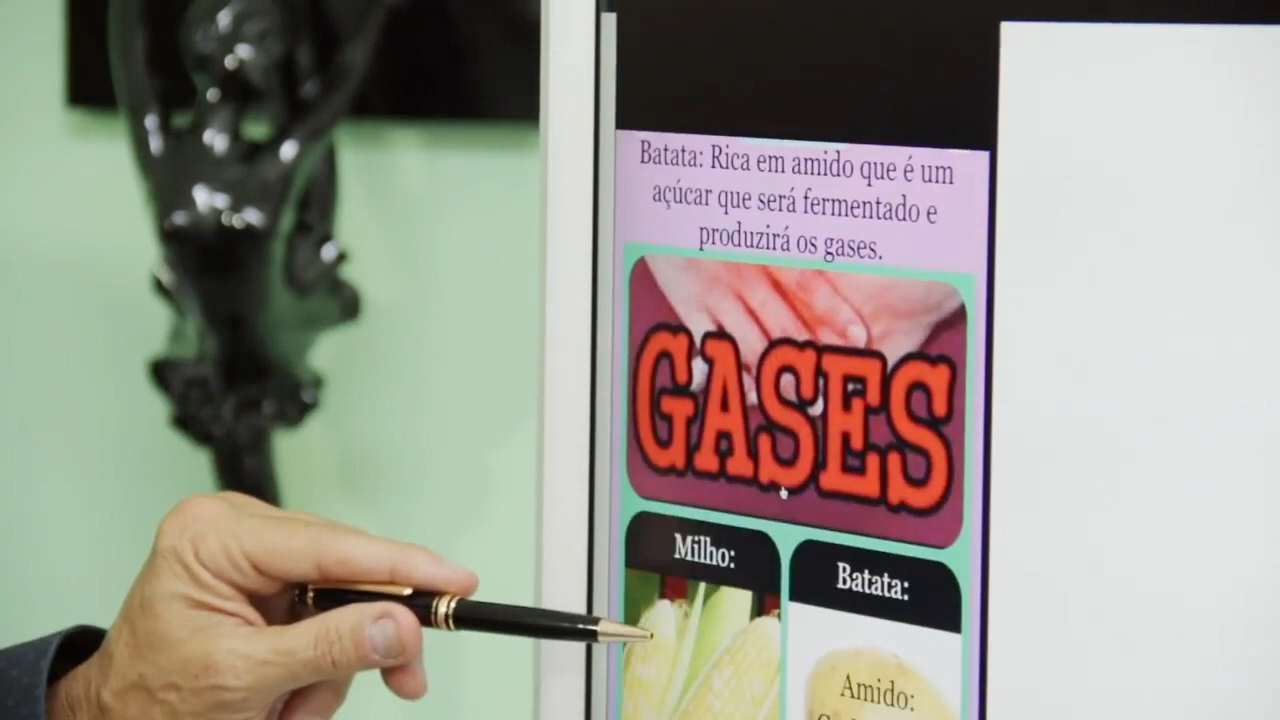 Batata: Rica em amido que é um
açúcar que será fermentado e
produzirá os gases.
GASES
Milho:
Batata:
Amido: